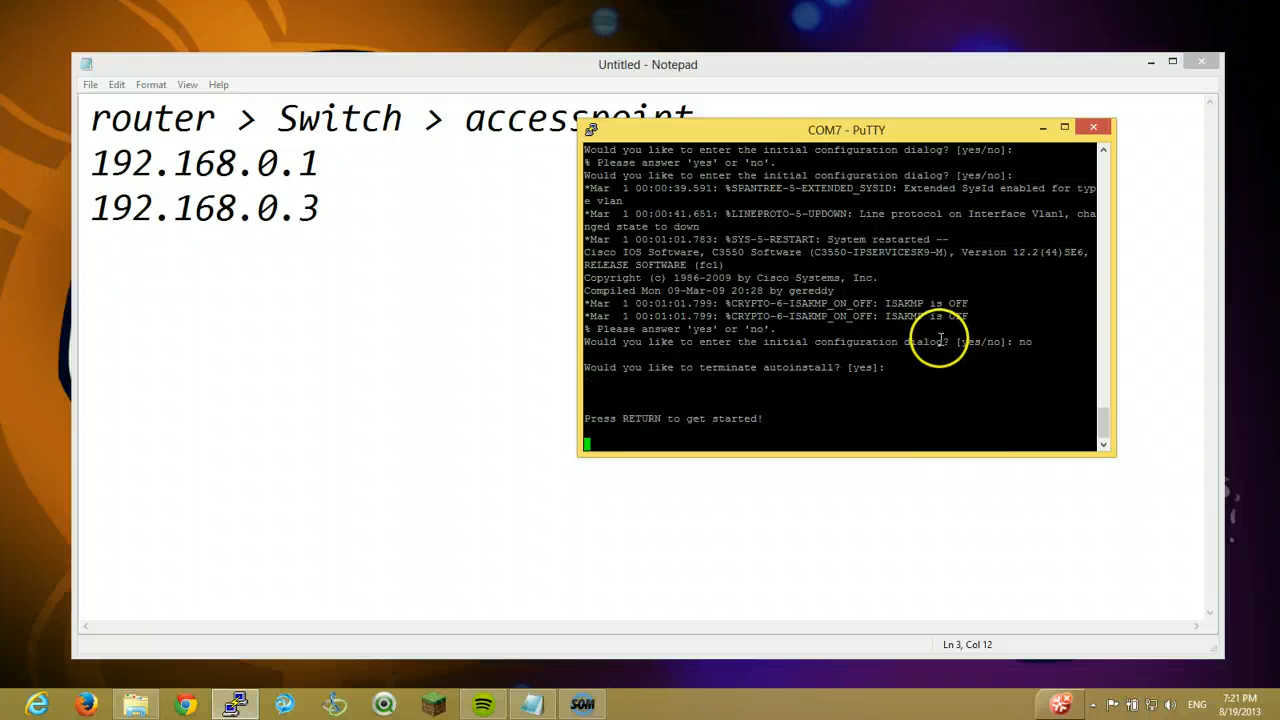 Untitled - Notepad
File Edit Format View Help
router > Switch > accesspoint
192.168.0.1
192.168.0.3
COM7 - PuTTY
Would you like to enter the initial configuration dialog? [yes/no]:
% Please answer 'yes' or 'no'.
Would you like to enter the initial configuration dialog? [yes/no]:
*Mar  1 00:00:39.591: %SPANTREE-5-EXTENDED_SYSID: Extended SysId enabled for typ
e vlan
*Mar  1 00:00:41.651: %LINEPROTO-5-UPDOWN: Line protocol on Interface Vlan1, cha
nged state to down
*Mar  1 00:01:01.783: %SYS-5-RESTART: System restarted --
Cisco IOS Software, C3550 Software (C3550-IPSERVICESK9-M), Version 12.2(44)SE6,
RELEASE SOFTWARE (fc1)
Copyright (c) 1986-2009 by Cisco Systems, Inc.
Compiled Mon 09-Mar-09 20:28 by gereddy
*Mar  1 00:01:01.799: %CRYPTO-6-ISAKMP_ON_OFF: ISAKMP is OFF
*Mar  1 00:01:01.799: %CRYPTO-6-ISAKMP_ON_OFF: ISAKMP is OFF
% Please answer 'yes' or 'no'.
Would you like to enter the initial configuration dialog? [yes/no]: no
Would you like to terminate autoinstall? [yes]:
Press RETURN to get started!
Ln 3, Col 12
SOM
ENG
7:21 PM
8/19/2013